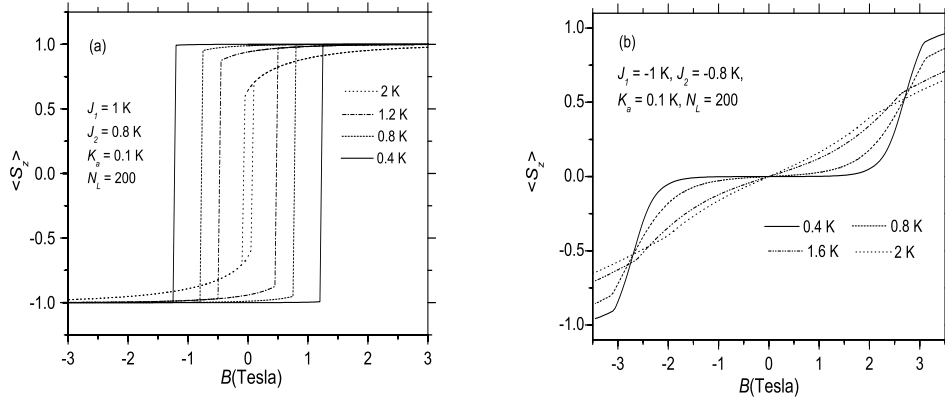 (a)
J1 = 1 K
J2 = 0.8 K
Ka = 0.1 K
NL = 200
2 K
1.2 K
0.8 K
0.4 K
<Sz>
1.0
0.5
0.0
-0.5
-1.0
-3 -2 -1 0 1 2 3
B(Tesla)
(b)
J1 = -1 K, J2 = -0.8 K,
Ka = 0.1 K, NL = 200
0.4 K 0.8 K
1.6 K 2 K
<Sz>
1.0
0.5
0.0
-0.5
-1.0
-3 -2 -1 0 1 2 3
B(Tesla)